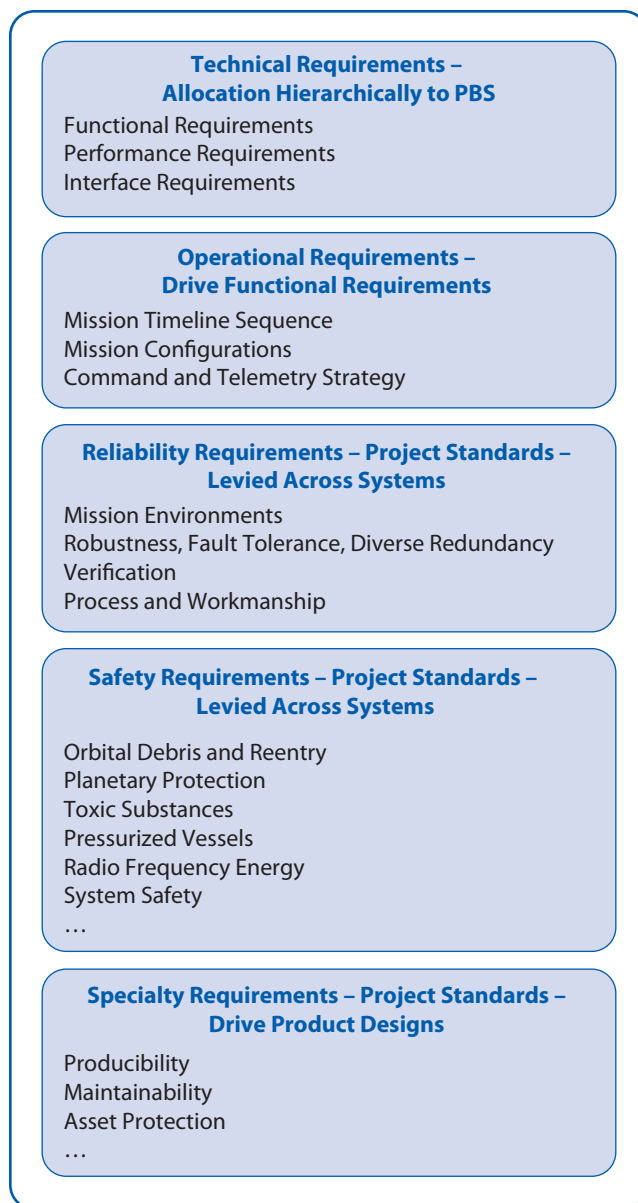 Technical Requirements –
Allocation Hierarchically to PBS
Functional Requirements
Performance Requirements
Interface Requirements
Operational Requirements –
Drive Functional Requirements
Mission Timeline Sequence
Mission Configurations
Command and Telemetry Strategy
Reliability Requirements – Project Standards –
Levied Across Systems
Mission Environments
Robustness, Fault Tolerance, Diverse Redundancy
Verification
Process and Workmanship
Safety Requirements – Project Standards –
Levied Across Systems
Orbital Debris and Reentry
Planetary Protection
Toxic Substances
Pressurized Vessels
Radio Frequency Energy
System Safety
…
Specialty Requirements – Project Standards –
Drive Product Designs
Producibility
Maintainability
Asset Protection
…